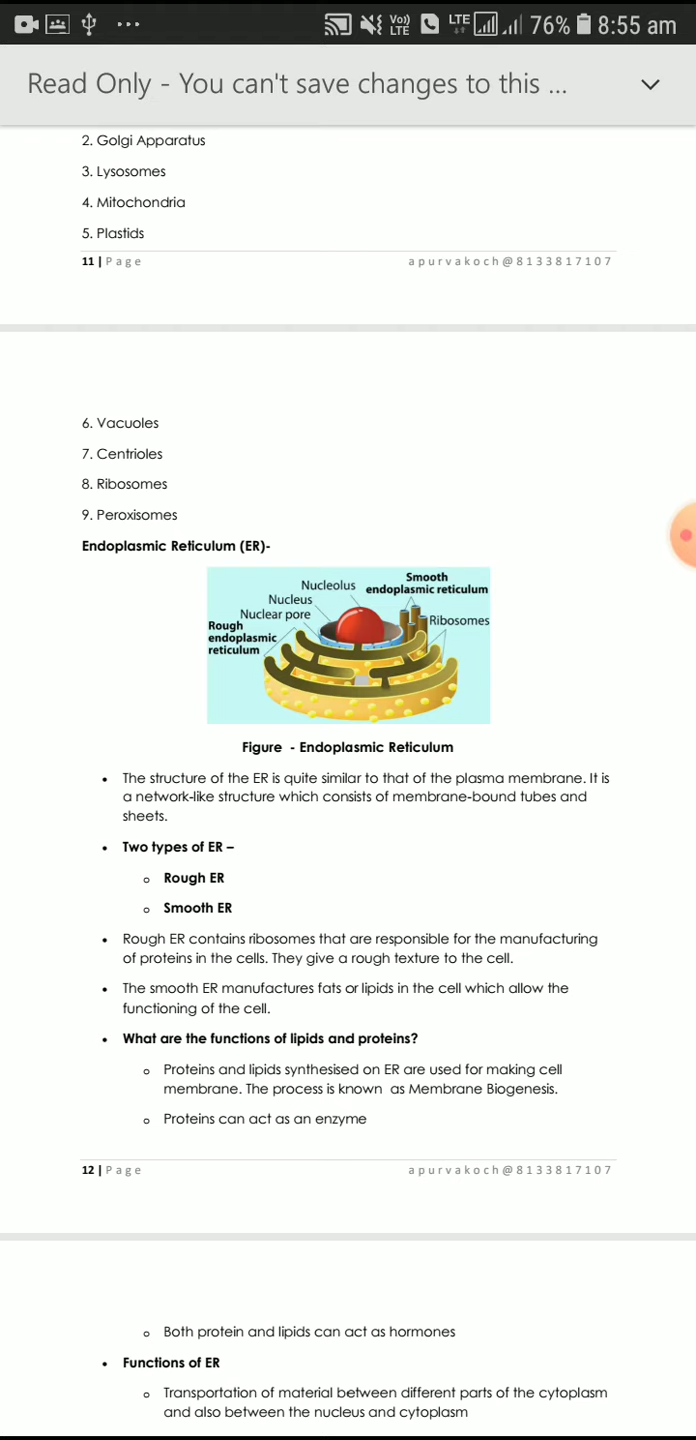 Vo)) LTE LTE 76% 8:55 am
Read Only - You can't save changes to this ...
2. Golgi Apparatus
3. Lysosomes
4. Mitochondria
5. Plastids
11 | Page apurvakoch@8133817107
6. Vacuoles
7. Centrioles
8. Ribosomes
9. Peroxisomes
Endoplasmic Reticulum (ER)-
Smooth
endoplasmic reticulum
Nucleolus
Nucleus
Nuclear pore
Ribosomes
Rough
endoplasmic
reticulum
Figure - Endoplasmic Reticulum
• The structure of the ER is quite similar to that of the plasma membrane. It is
a network-like structure which consists of membrane-bound tubes and
sheets.
• Two types of ER –
o Rough ER
o Smooth ER
• Rough ER contains ribosomes that are responsible for the manufacturing
of proteins in the cells. They give a rough texture to the cell.
• The smooth ER manufactures fats or lipids in the cell which allow the
functioning of the cell.
• What are the functions of lipids and proteins?
o Proteins and lipids synthesised on ER are used for making cell
membrane. The process is known as Membrane Biogenesis.
o Proteins can act as an enzyme
12 | Page apurvakoch@8133817107
o Both protein and lipids can act as hormones
• Functions of ER
o Transportation of material between different parts of the cytoplasm
and also between the nucleus and cytoplasm